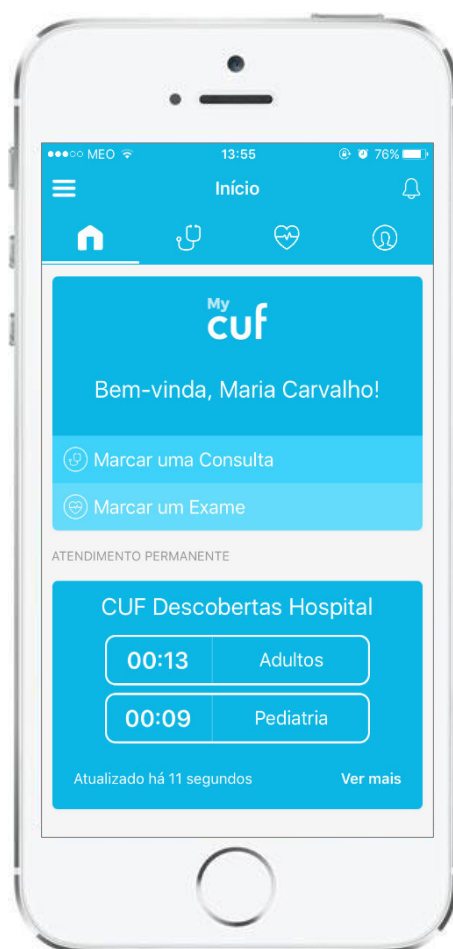 MEO 13:55 76%
Início
My
cuf
Bem-vinda, Maria Carvalho!
Marcar uma Consulta
Marcar um Exame
ATENDIMENTO PERMANENTE
CUF Descobertas Hospital
00:13 Adultos
00:09 Pediatria
Atualizado há 11 segundos Ver mais